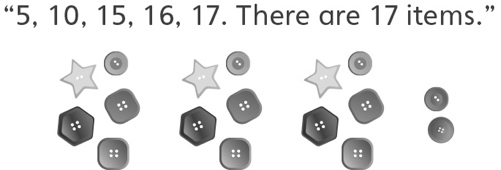 “5, 10, 15, 16, 17. There are 17 items.”